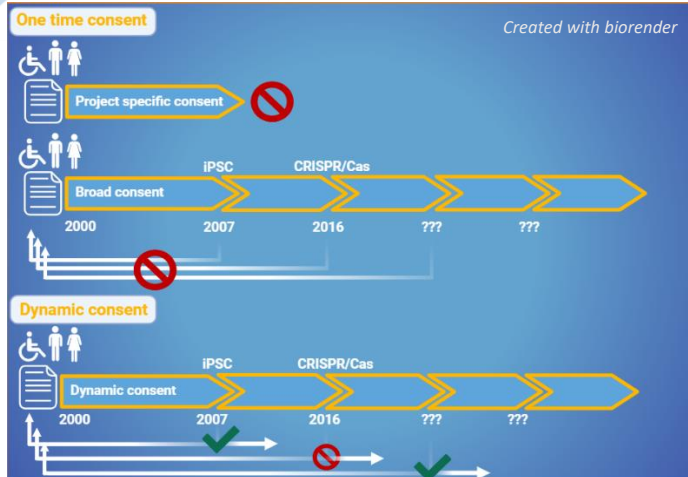 One time consent
Created with biorender
Project specific consent
iPSC CRISPR/Cas
Broad consent
2000 2007 2016 ??? ???
Dynamic consent
iPSC CRISPR/Cas
Dynamic consent
2000 2007 2016 ??? ???